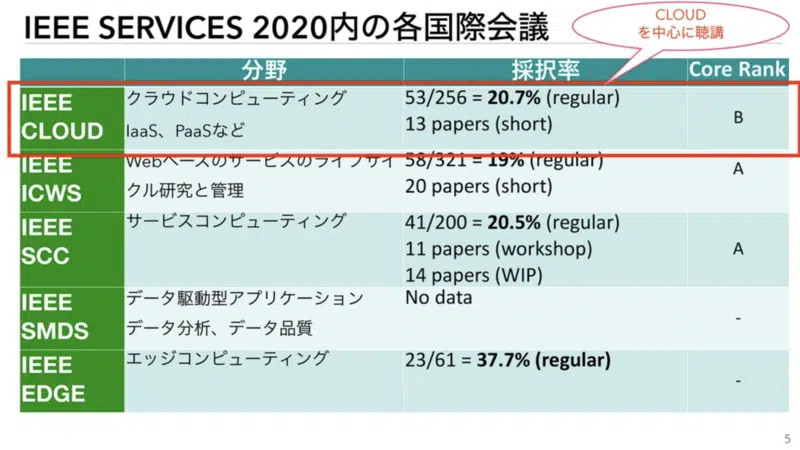 IEEE SERVICES 2020内の各国際会議
CLOUD
を中心に聴講
分野 採択率 Core Rank
IEEE
CLOUD
クラウドコンピューティング
IaaS、PaaSなど
53/256 = 20.7% (regular)
13 papers (short)
B
IEEE
ICWS
Webベースのサービスのライフサイ
クル研究と管理
58/321 = 19% (regular)
20 papers (short)
A
IEEE
SCC
サービスコンピューティング
41/200 = 20.5% (regular)
11 papers (workshop)
14 papers (WIP)
A
IEEE
SMDS
データ駆動型アプリケーション
データ分析、データ品質
No data
-
IEEE
EDGE
エッジコンピューティング
23/61 = 37.7% (regular)
-
5